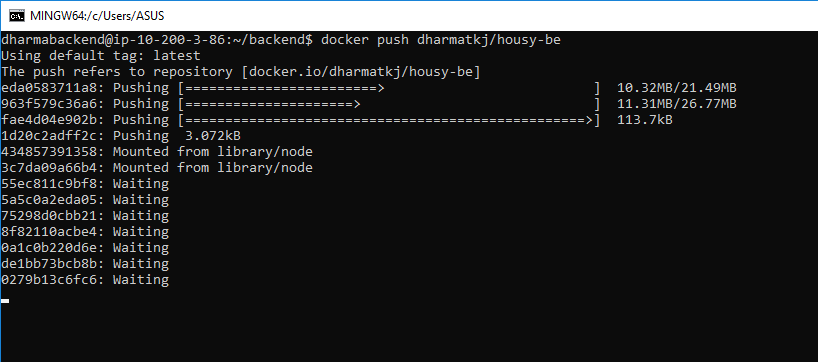 MINGW64:/c/Users/ASUS
dharmabackend@ip-10-200-3-86:~/backend$ docker push dharmatkj/housy-be
Using default tag: latest
The push refers to repository [docker.io/dharmatkj/housy-be]
eda0583711a8: Pushing [========================>                          ]  10.32MB/21.49MB
963f579c36a6: Pushing [=====================>                             ]  11.31MB/26.77MB
fae4d04e902b: Pushing [==================================================>]  113.7kB
1d20c2adff2c: Pushing  3.072kB
434857391358: Mounted from library/node
3c7da09a66b4: Mounted from library/node
55ec811c9bf8: Waiting
5a5c0a2eda05: Waiting
75298d0cbb21: Waiting
8f82110acbe4: Waiting
0a1c0b220d6e: Waiting
de1bb73bcb8b: Waiting
0279b13c6fc6: Waiting